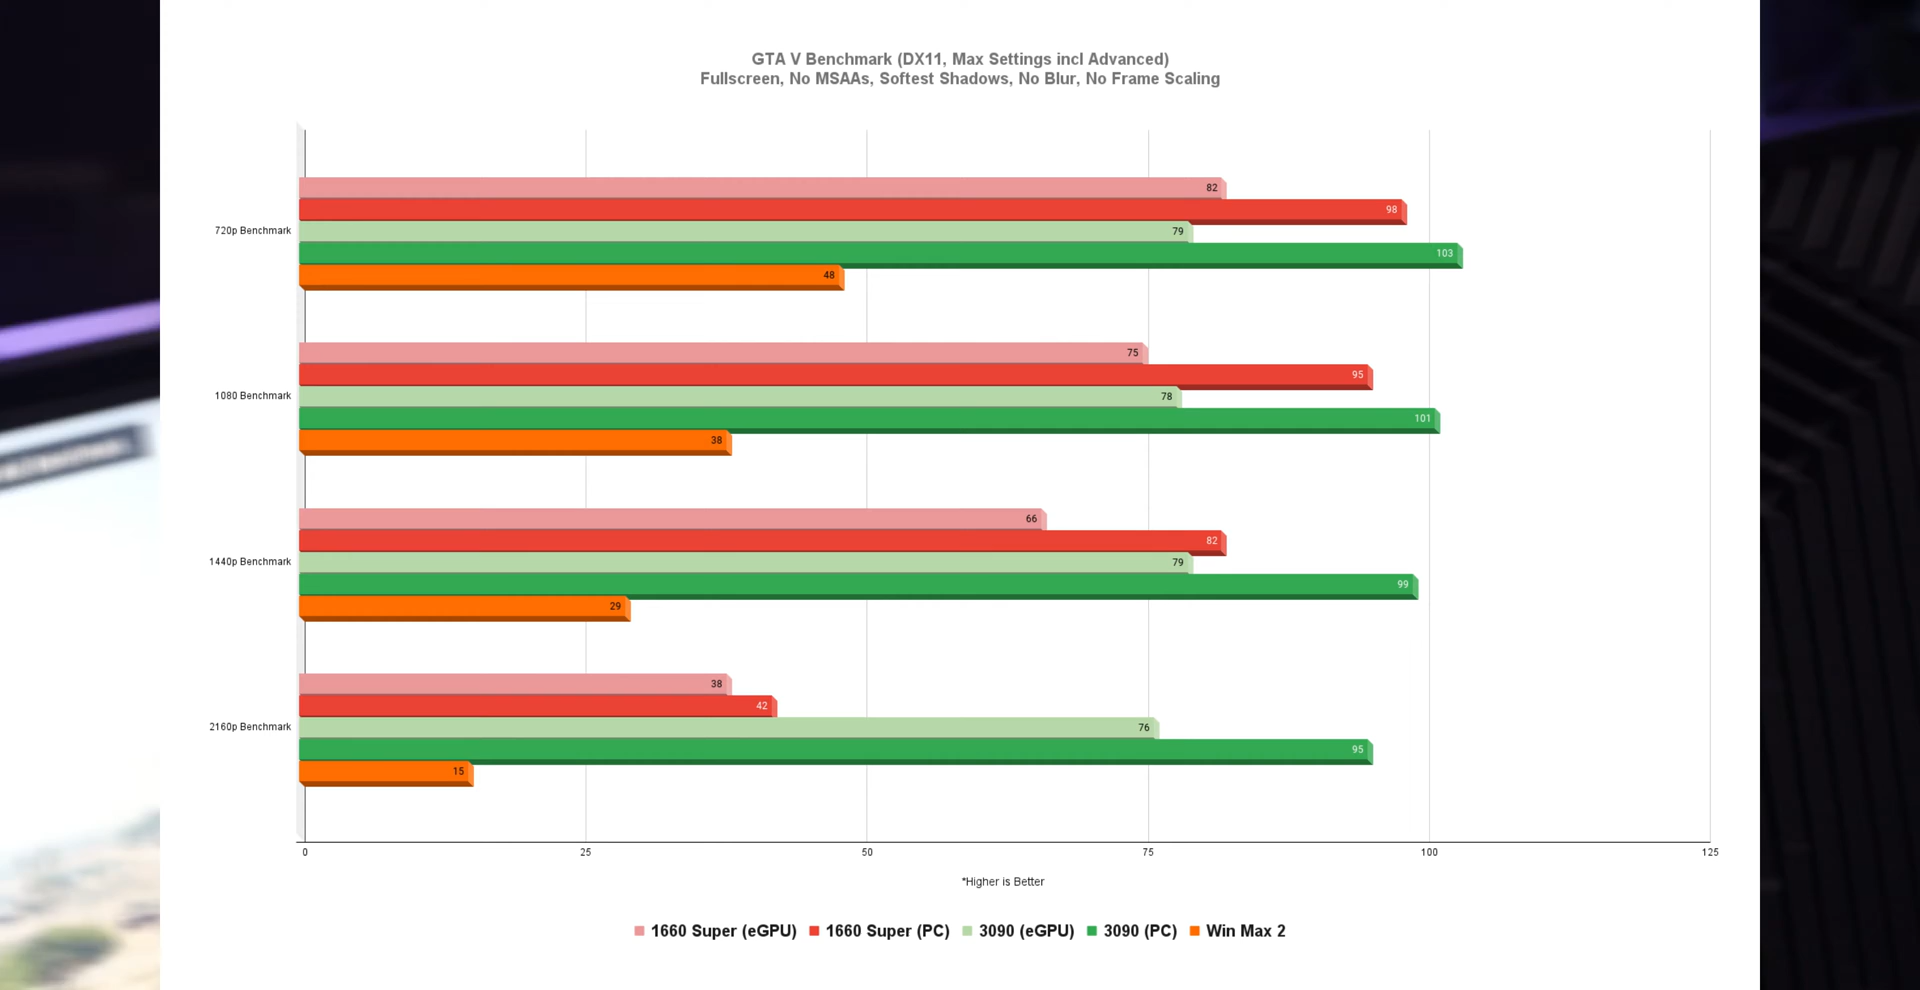 GTA V Benchmark (DX11, Max Settings incl Advanced)
Fullscreen, No MSAAs, Softest Shadows, No Blur, No Frame Scaling
82
98
720p Benchmark
79
103
48
75
95
1080 Benchmark
78
101
38
66
82
1440p Benchmark
79
99
29
38
42
2160p Benchmark
76
95
15
0 25 50 75 100 125
*Higher is Better
1660 Super (eGPU) 1660 Super (PC) 3090 (eGPU) 3090 (PC) Win Max 2